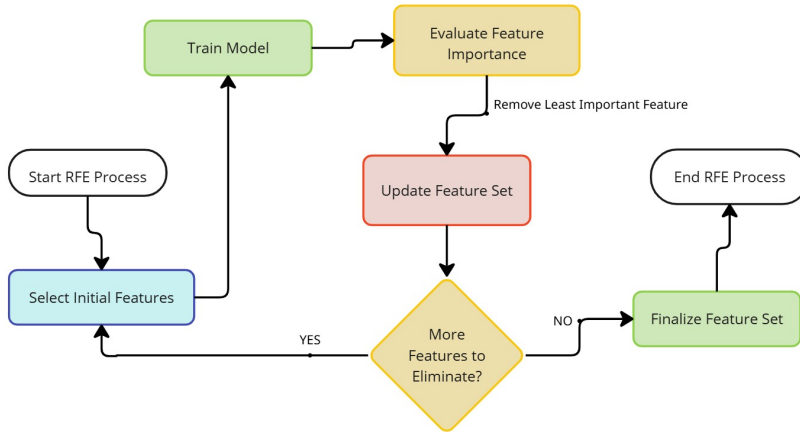 Train Model
Evaluate Feature
Importance
Remove Least Important Feature
Start RFE Process
Update Feature Set
End RFE Process
Select Initial Features
More
Features to
Eliminate?
YES
NO
Finalize Feature Set